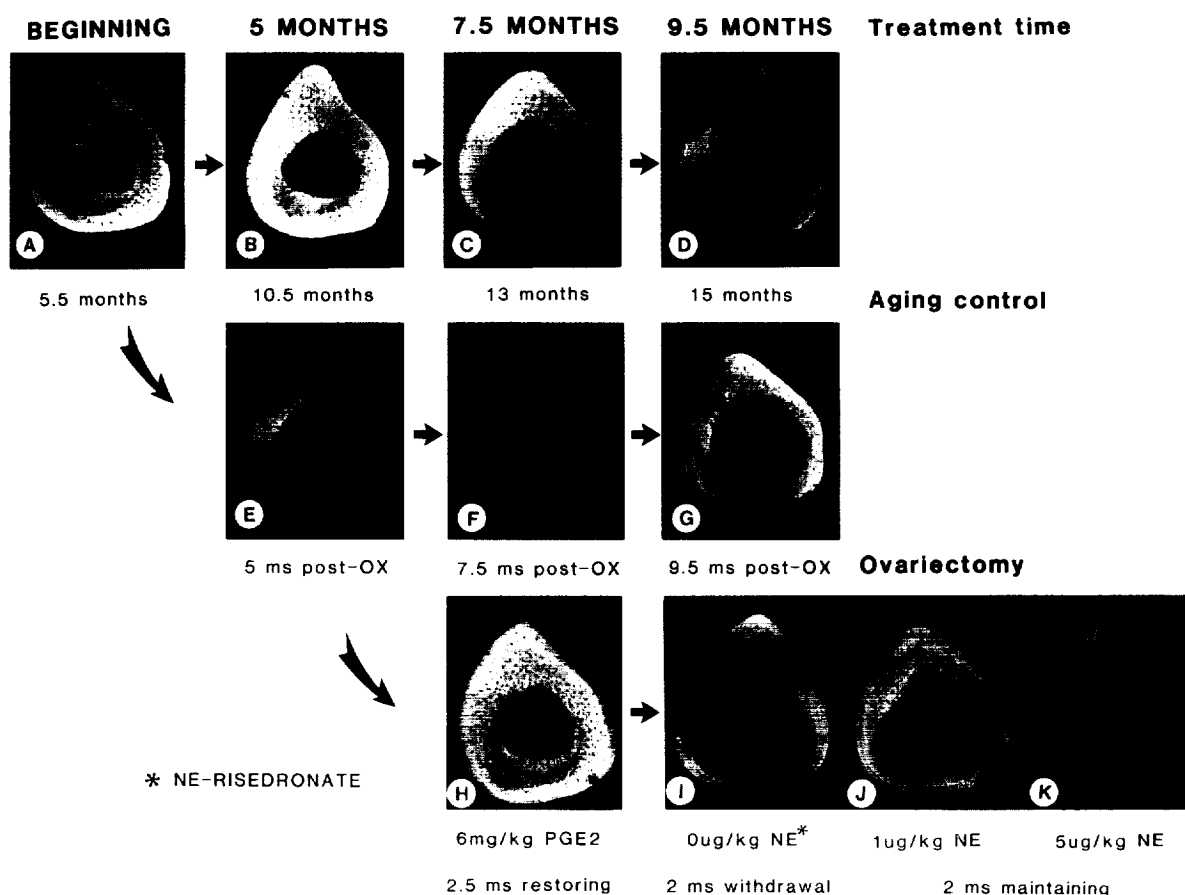 BEGINNING 5 MONTHS 7.5 MONTHS 9.5 MONTHS Treatment time
A B C D
5.5 months 10.5 months 13 months 15 months Aging control
E F G
5 ms post-OX 7.5 ms post-OX 9.5 ms post-OX Ovariectomy
* NE-RISEDRONATE
H I J K
6mg/kg PGE2 0ug/kg NE* 1ug/kg NE 5ug/kg NE
2.5 ms restoring 2 ms withdrawal 2 ms maintaining